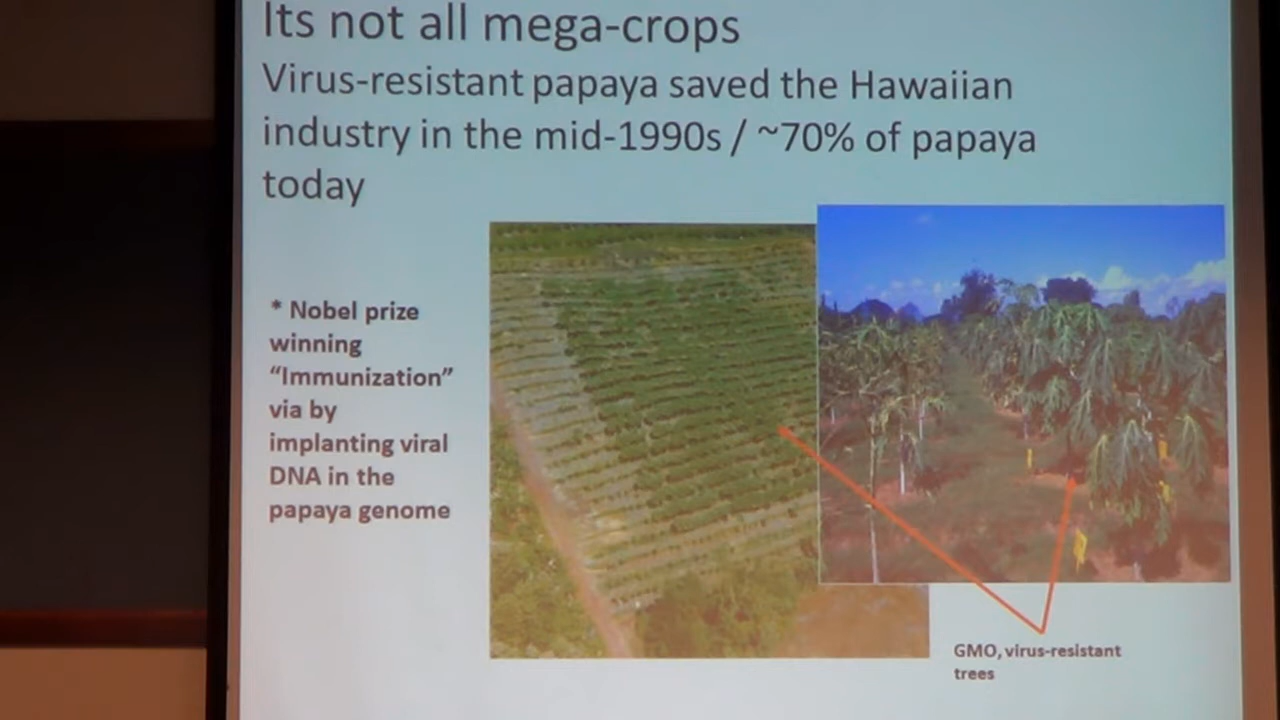 Its not all mega-crops
Virus-resistant papaya saved the Hawaiian
industry in the mid-1990s / ~70% of papaya
today
* Nobel prize
winning
“Immunization”
via by
implanting viral
DNA in the
papaya genome
GMO, virus-resistant
trees